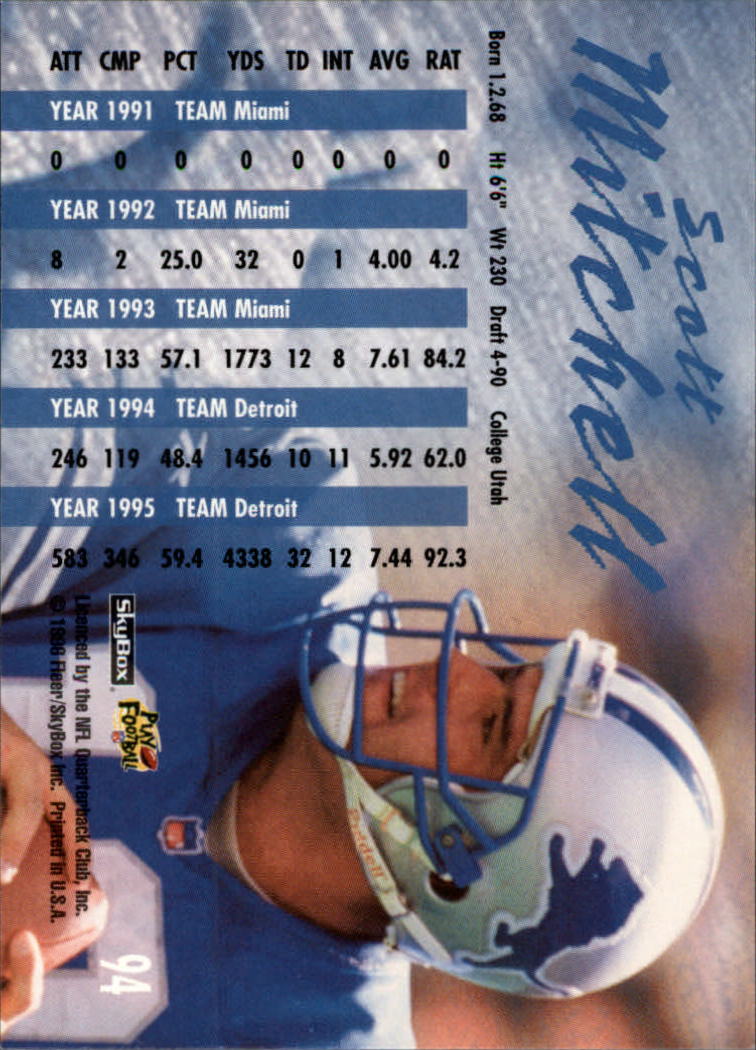 Scott
Mitchell
Born 1.2.68 Ht 6'6" Wt 230 Draft 4-90 College Utah
ATT CMP PCT YDS TD INT AVG RAT
YEAR 1991 TEAM Miami
0 0 0 0 0 0 0 0
YEAR 1992 TEAM Miami
8 2 25.0 32 0 1 4.00 4.2
YEAR 1993 TEAM Miami
233 133 57.1 1773 12 8 7.61 84.2
YEAR 1994 TEAM Detroit
246 119 48.4 1456 10 11 5.92 62.0
YEAR 1995 TEAM Detroit
583 346 59.4 4338 32 12 7.44 92.3
SkyBox®
PLAY FOOTBALL
Licenced by the NFL Quarterback Club, Inc.
© 1996 Fleer/SkyBox Inc. Printed in U.S.A.
94
Riddell